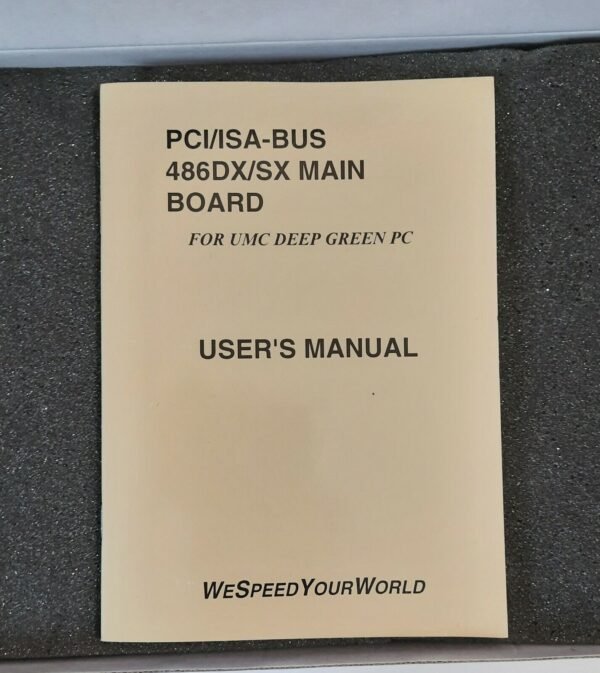 PCI/ISA-BUS
486DX/SX MAIN
BOARD
FOR UMC DEEP GREEN PC
USER'S MANUAL
WESPEEDYOURWORLD